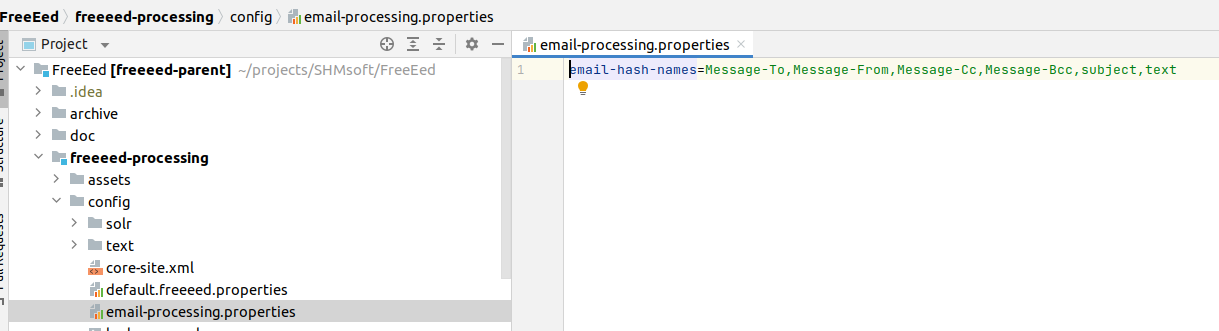 FreeEed freeeed-processing config email-processing.properties
Project
email-processing.properties
FreeEed [freeeed-parent] ~/projects/SHMsoft/FreeEed
.idea
archive
doc
freeeed-processing
assets
config
solr
text
core-site.xml
default.freeeed.properties
email-processing.properties
1 email-hash-names=Message-To,Message-From,Message-Cc,Message-Bcc,subject,text
Project
Structure
Pull Requests